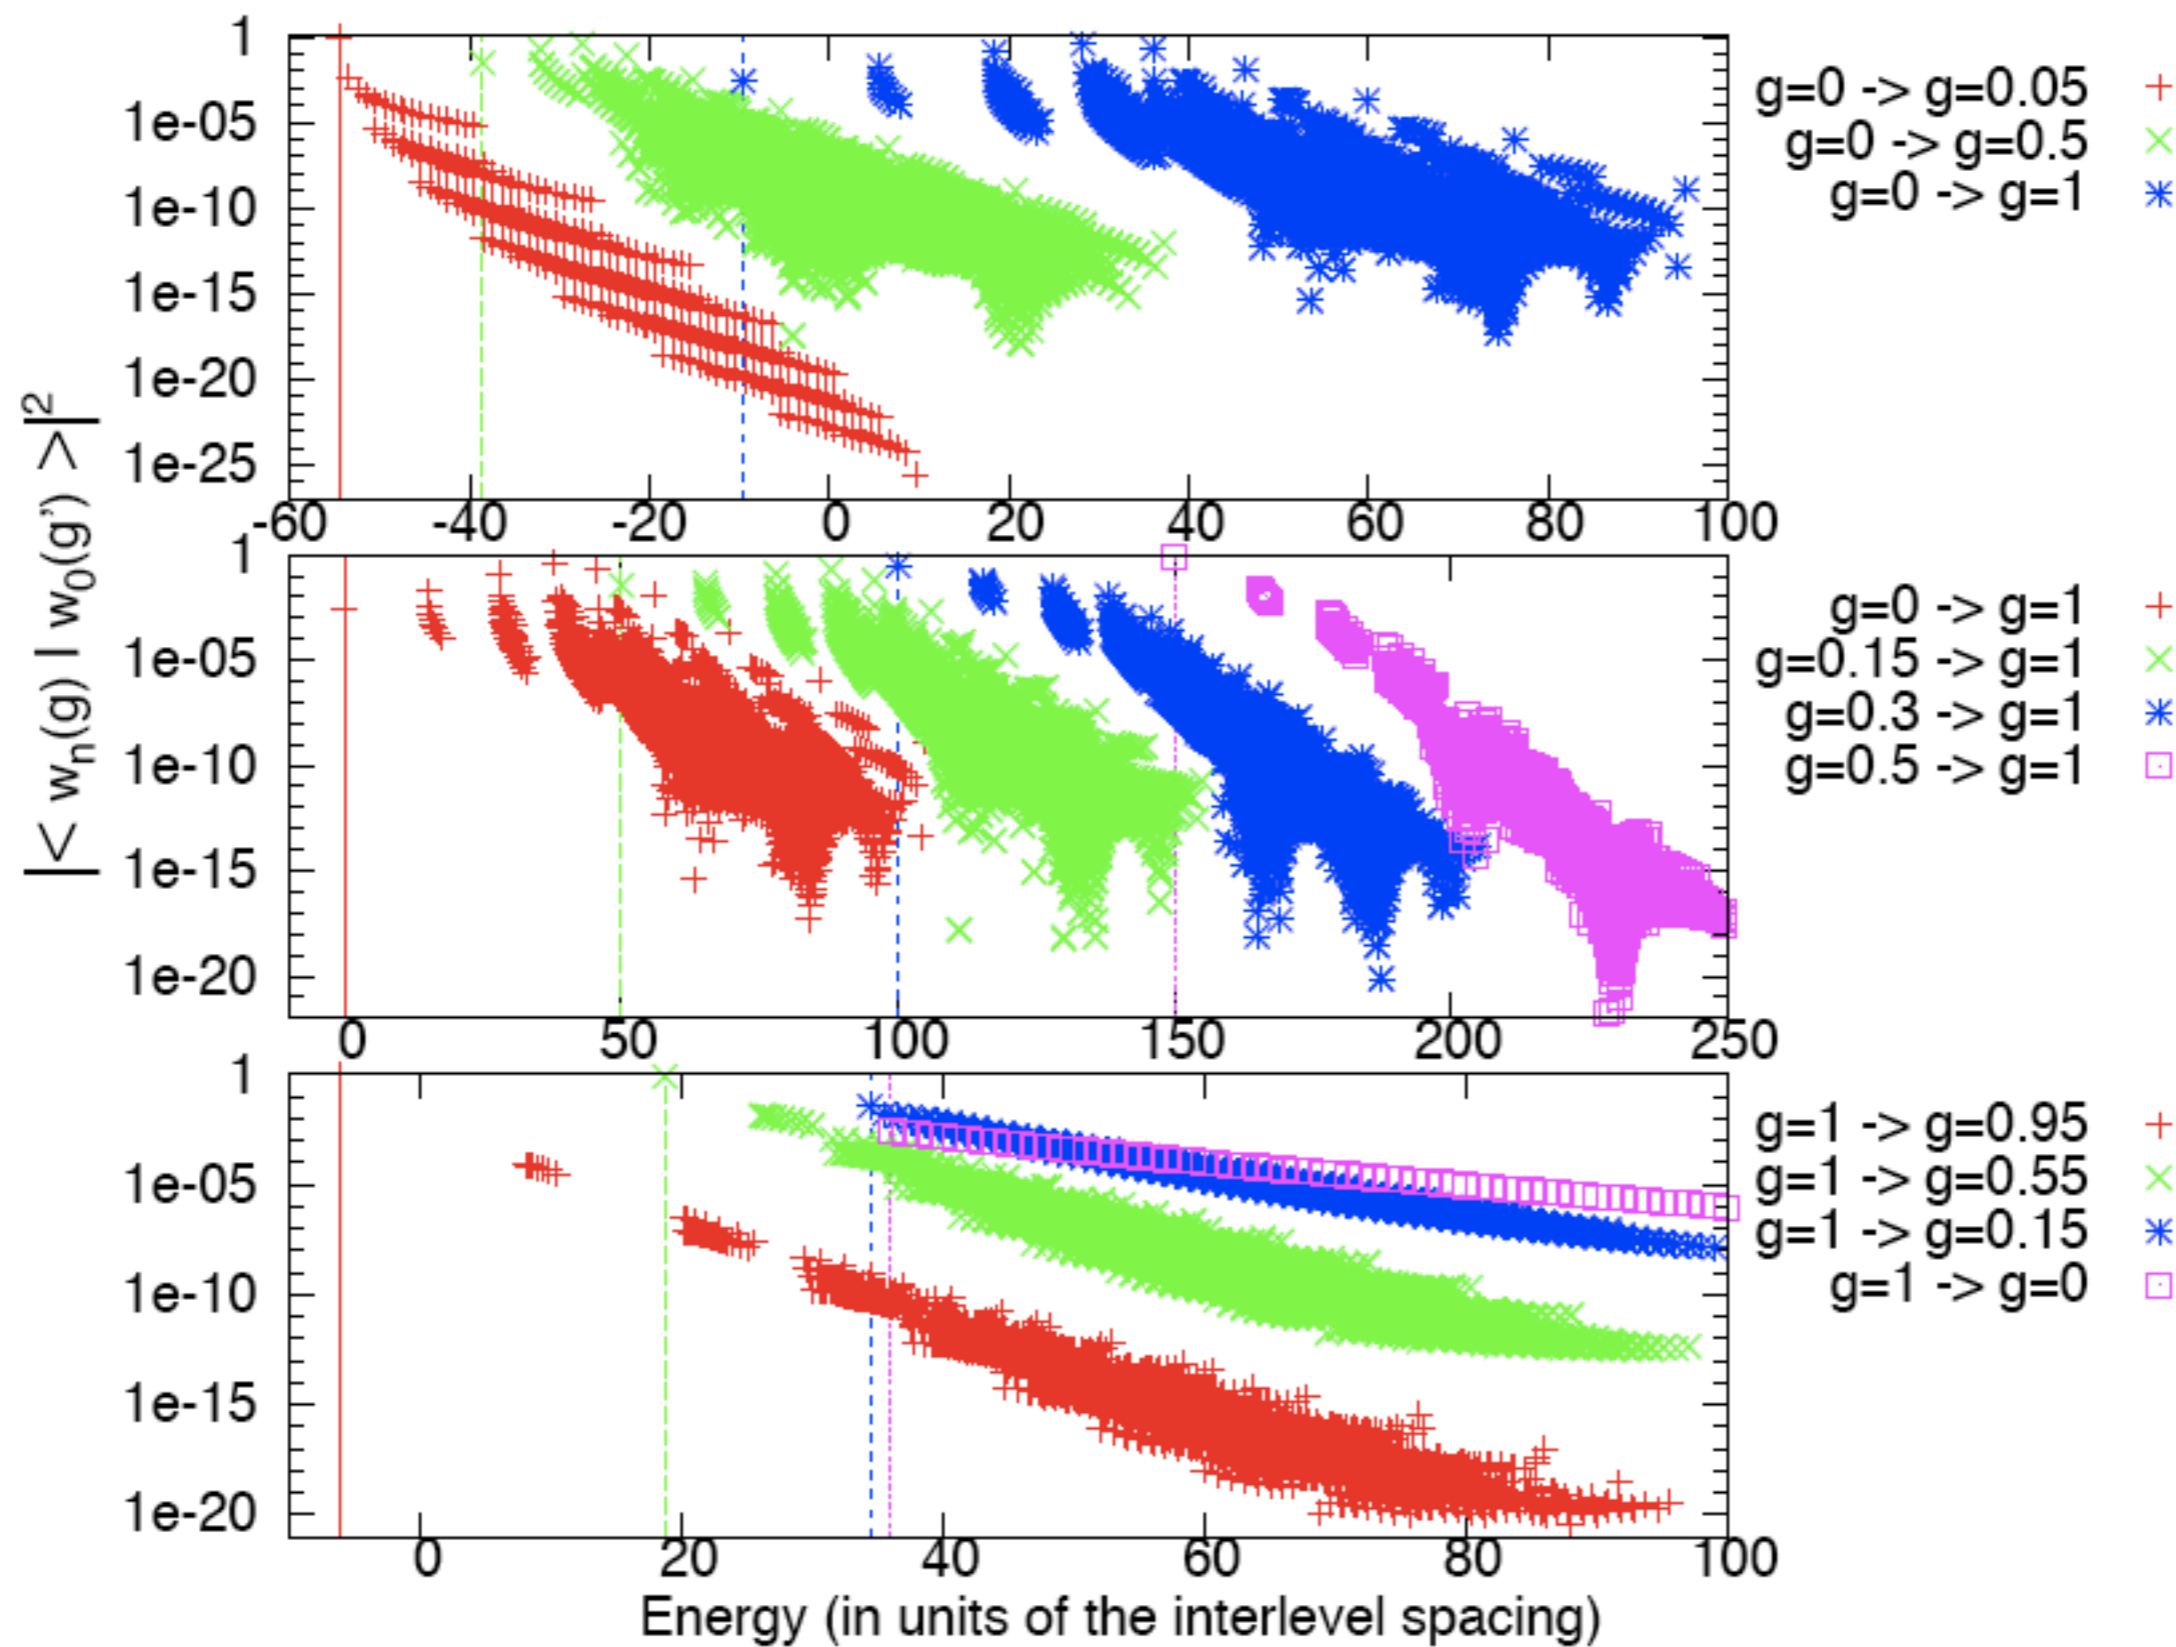 |< wn(g) | w0(g') >|2
1
1e-05
1e-10
1e-15
1e-20
1e-25
-60 -40 -20 0 20 40 60 80 100
g=0 -> g=0.05
g=0 -> g=0.5
g=0 -> g=1
1
1e-05
1e-10
1e-15
1e-20
0 50 100 150 200 250
g=0 -> g=1
g=0.15 -> g=1
g=0.3 -> g=1
g=0.5 -> g=1
1
1e-05
1e-10
1e-15
1e-20
0 20 40 60 80 100
g=1 -> g=0.95
g=1 -> g=0.55
g=1 -> g=0.15
g=1 -> g=0
Energy (in units of the interlevel spacing)